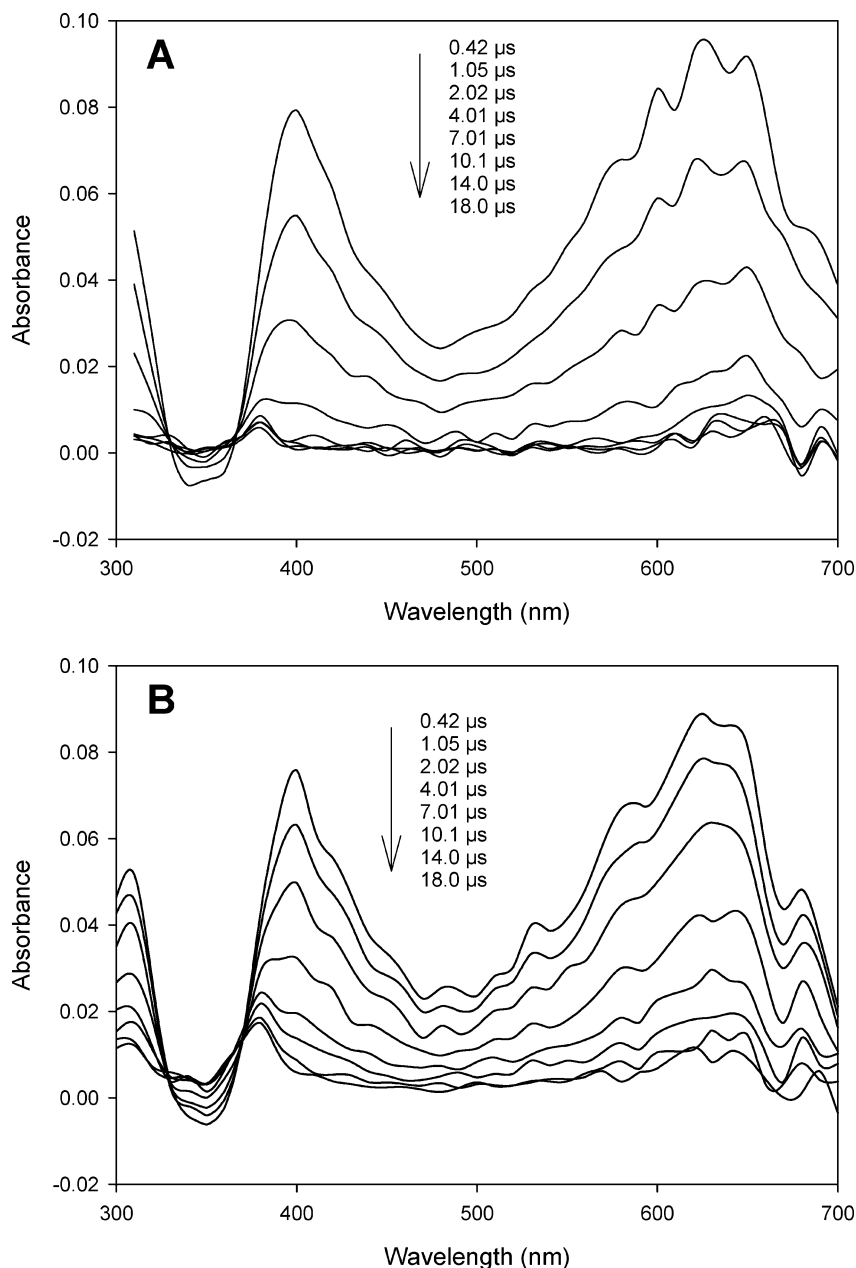 A
0.42 µs
1.05 µs
2.02 µs
4.01 µs
7.01 µs
10.1 µs
14.0 µs
18.0 µs
0.10
0.08
0.06
0.04
0.02
0.00
-0.02
Absorbance
300 400 500 600 700
Wavelength (nm)
B
0.42 µs
1.05 µs
2.02 µs
4.01 µs
7.01 µs
10.1 µs
14.0 µs
18.0 µs
0.10
0.08
0.06
0.04
0.02
0.00
-0.02
Absorbance
300 400 500 600 700
Wavelength (nm)